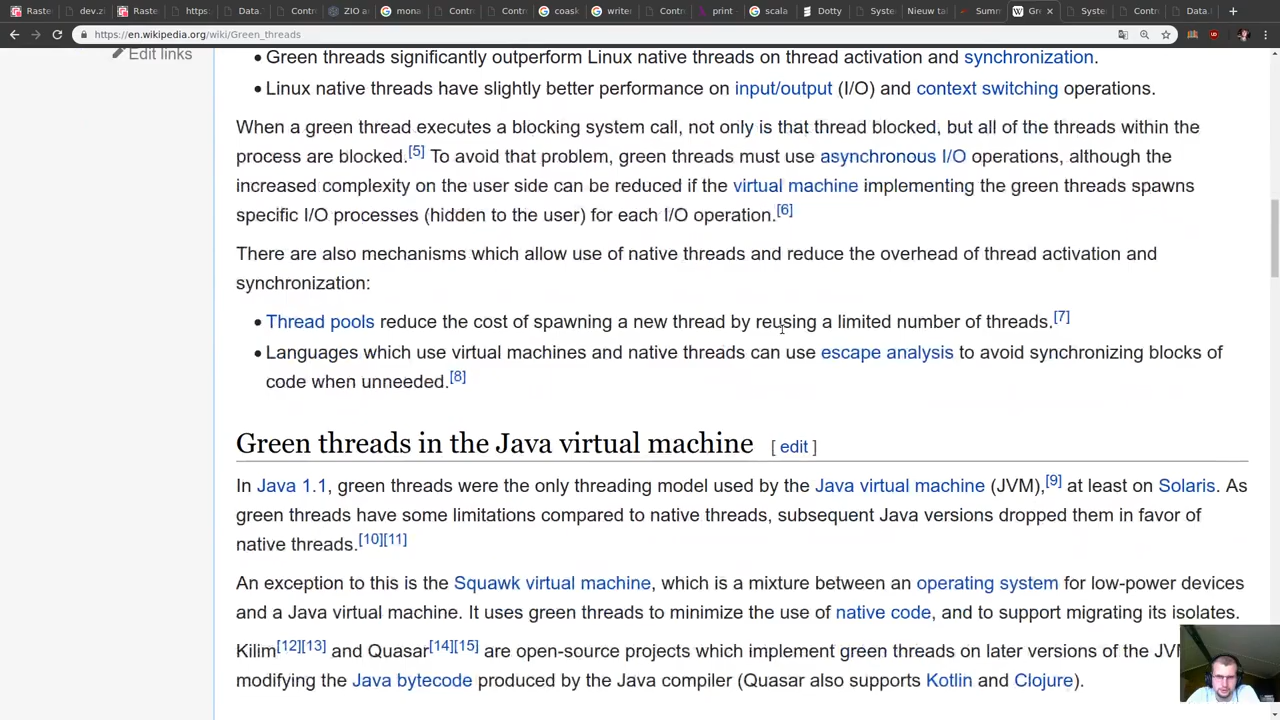 Raste dev.zi Raste https: Data. Contr Green Contr ZIO ar mona Contr Contr coask writer Contr print - scala Dotty Syste Nieuw tal Summ Gre Syste Contr Data.
https://en.wikipedia.org/wiki/Green_threads
Edit links
• Green threads significantly outperform Linux native threads on thread activation and synchronization.
• Linux native threads have slightly better performance on input/output (I/O) and context switching operations.
When a green thread executes a blocking system call, not only is that thread blocked, but all of the threads within the
process are blocked.[5] To avoid that problem, green threads must use asynchronous I/O operations, although the
increased complexity on the user side can be reduced if the virtual machine implementing the green threads spawns
specific I/O processes (hidden to the user) for each I/O operation.[6]
There are also mechanisms which allow use of native threads and reduce the overhead of thread activation and
synchronization:
• Thread pools reduce the cost of spawning a new thread by reusing a limited number of threads.[7]
• Languages which use virtual machines and native threads can use escape analysis to avoid synchronizing blocks of
code when unneeded.[8]
Green threads in the Java virtual machine [ edit ]
In Java 1.1, green threads were the only threading model used by the Java virtual machine (JVM),[9] at least on Solaris. As
green threads have some limitations compared to native threads, subsequent Java versions dropped them in favor of
native threads.[10][11]
An exception to this is the Squawk virtual machine, which is a mixture between an operating system for low-power devices
and a Java virtual machine. It uses green threads to minimize the use of native code, and to support migrating its isolates.
Kilim[12][13] and Quasar[14][15] are open-source projects which implement green threads on later versions of the JV
modifying the Java bytecode produced by the Java compiler (Quasar also supports Kotlin and Clojure).